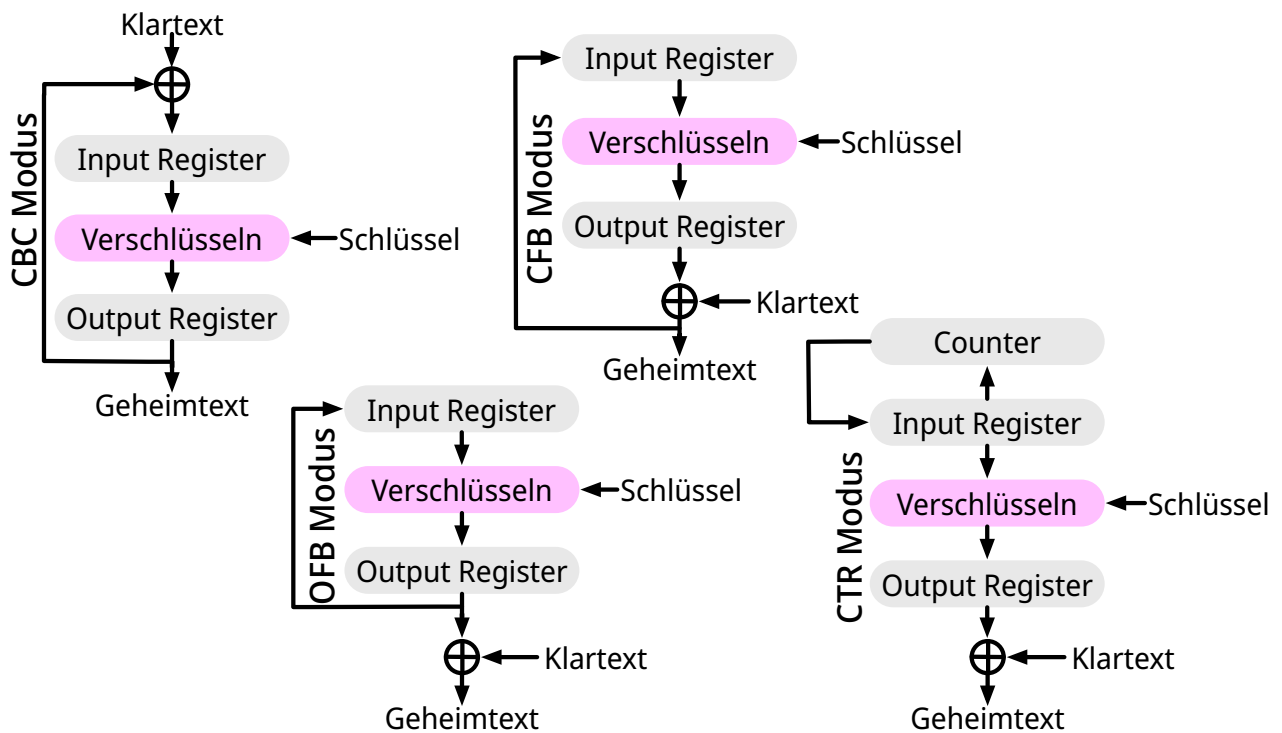 Klartext
CBC Modus
Input Register
Verschlüsseln
Schlüssel
Output Register
Geheimtext
CFB Modus
Input Register
Verschlüsseln
Schlüssel
Output Register
Klartext
Geheimtext
OFB Modus
Input Register
Verschlüsseln
Schlüssel
Output Register
Klartext
Geheimtext
Counter
CTR Modus
Input Register
Verschlüsseln
Schlüssel
Output Register
Klartext
Geheimtext